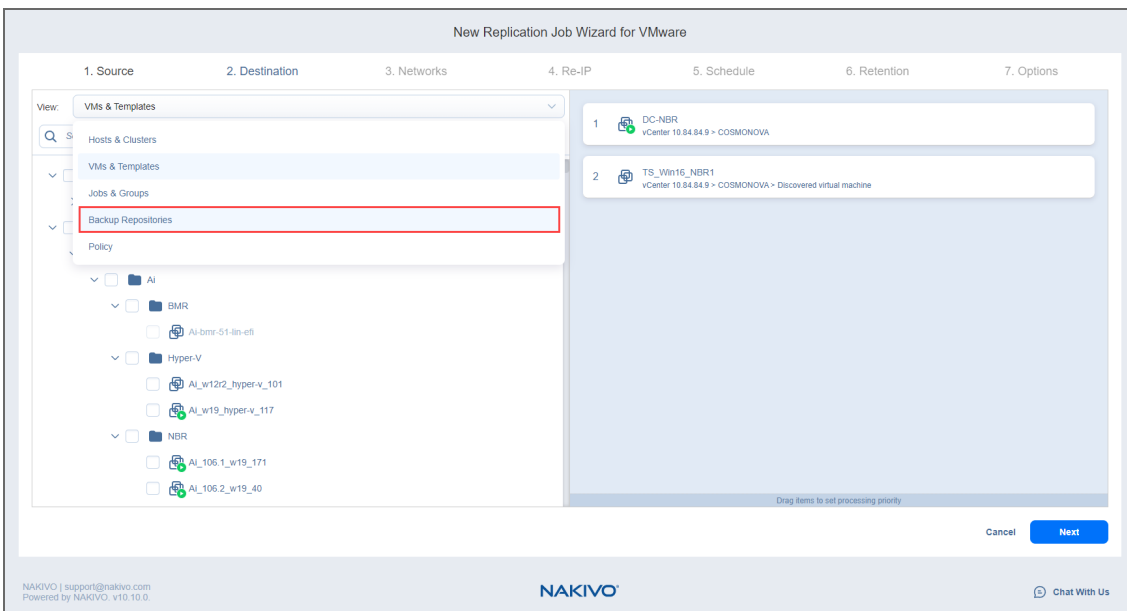 New Replication Job Wizard for VMware
1. Source
2. Destination
3. Networks
4. Re-IP
5. Schedule
6. Retention
7. Options
View:
VMs & Templates
Hosts & Clusters
VMs & Templates
Jobs & Groups
Backup Repositories
Policy
Ai
BMR
Ai-bmr-51-lin-efi
Hyper-V
Ai_w12r2_hyper-v_101
Ai_w19_hyper-v_117
NBR
Ai_106.1_w19_171
Ai_106.2_w19_40
1
DC-NBR
vCenter 10.84.84.9 > COSMONOVA
2
TS_Win16_NBR1
vCenter 10.84.84.9 > COSMONOVA > Discovered virtual machine
Drag items to set processing priority
Cancel
Next
NAKIVO | support@nakivo.com
Powered by NAKIVO. v10.10.0.
NAKIVO®
Chat With Us